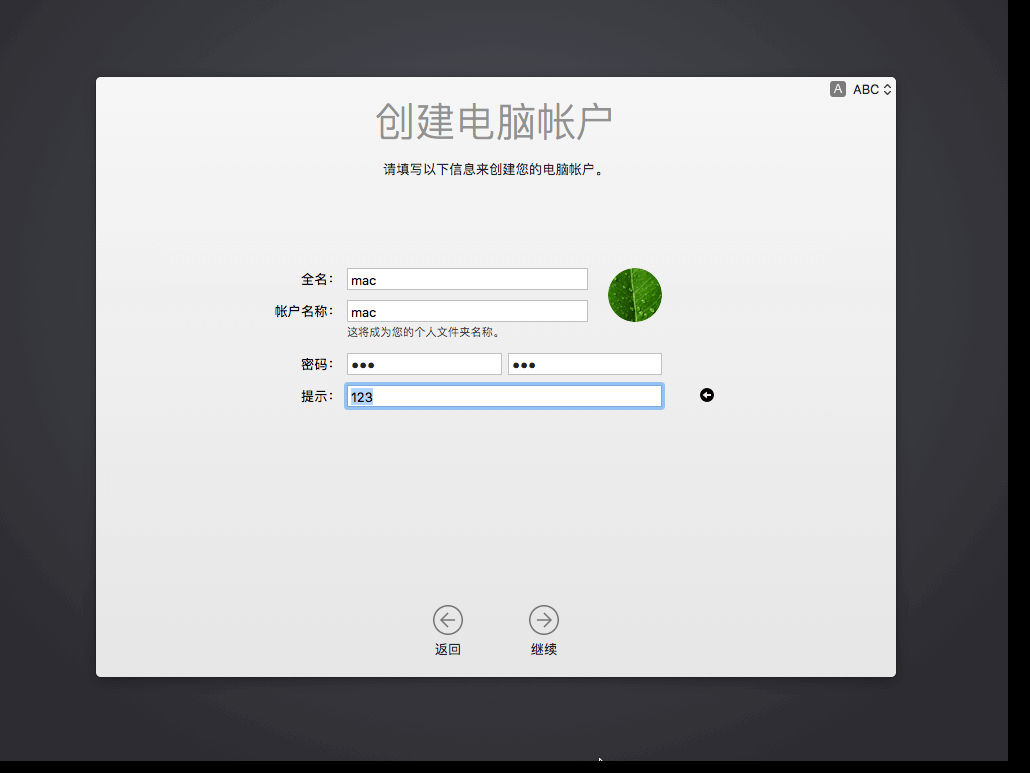 A ABC
创建电脑帐户
请填写以下信息来创建您的电脑帐户。
全名： mac
帐户名称： mac
这将成为您的个人文件夹名称。
密码： ●●● ●●●
提示： 123
返回 继续